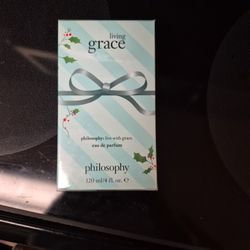 living
grace
philosophy: live with grace
eau de parfum
philosophy
120 ml/4 fl. oz. ℮